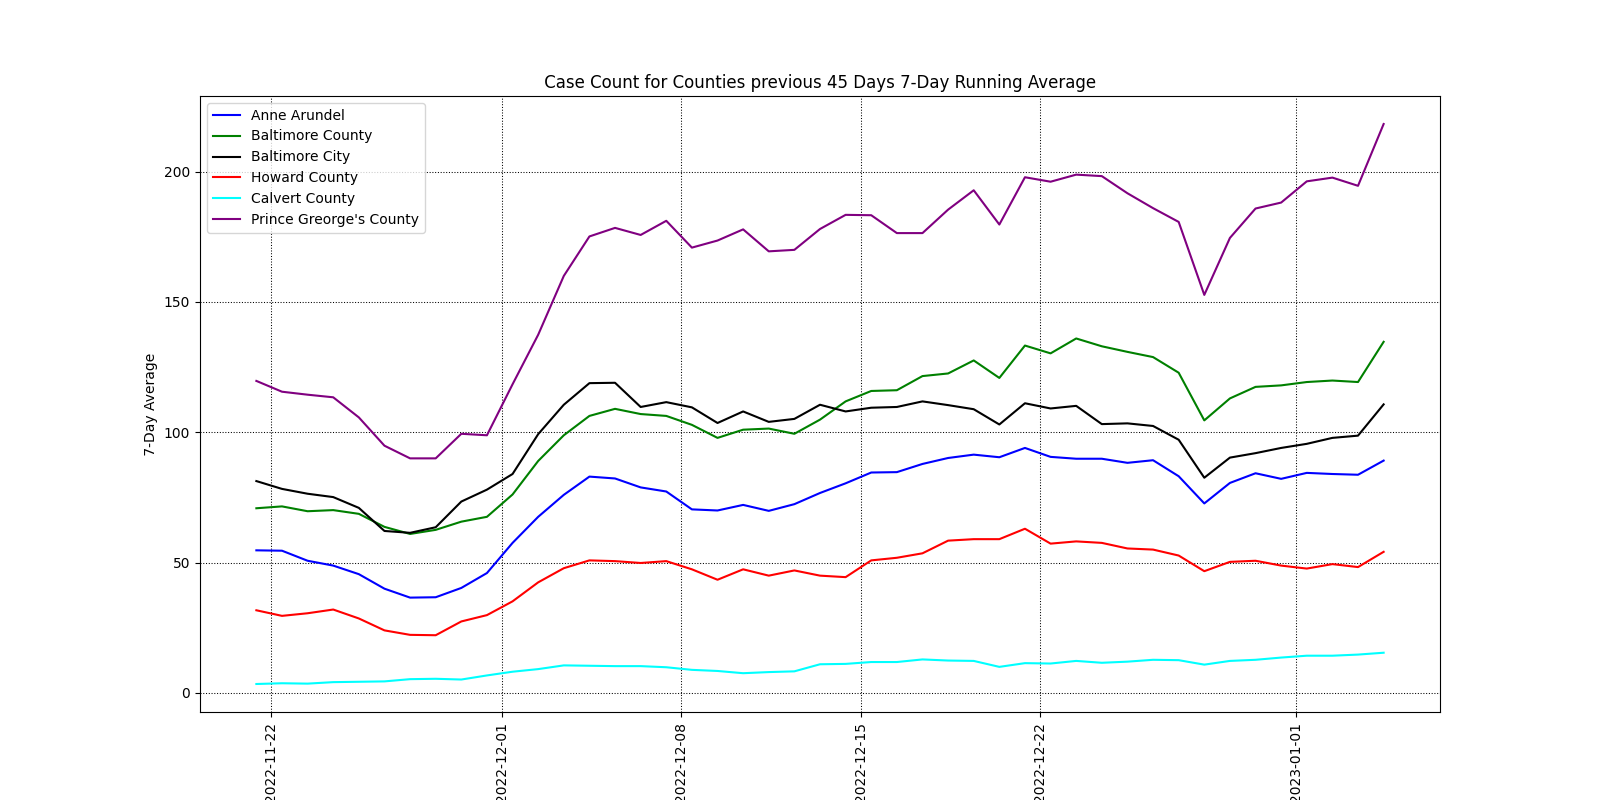 Case Count for Counties previous 45 Days 7-Day Running Average
Anne Arundel
Baltimore County
Baltimore City
Howard County
Calvert County
Prince Greorge's County
7-Day Average
200
150
100
50
0
2022-11-22
2022-12-01
2022-12-08
2022-12-15
2022-12-22
2023-01-01